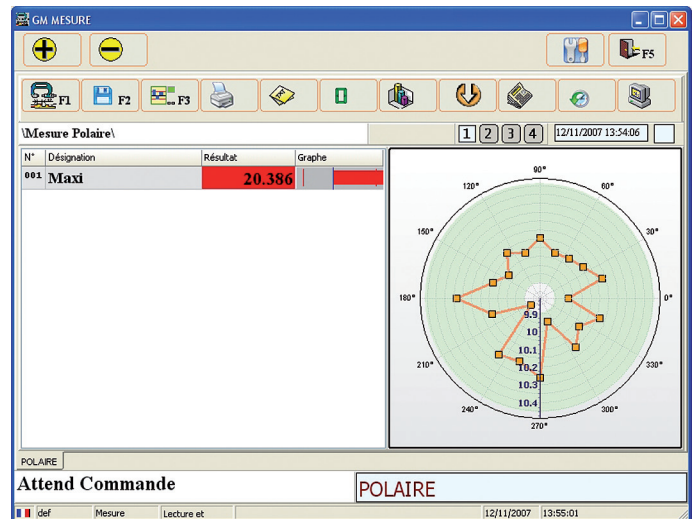 GM MESURE
F5
F1 F2 F3
\Mesure Polaire\ 1 2 3 4 12/11/2007 13:54:06
N° Désignation Résultat Graphe
001 Maxi 20.386
90°
120° 60°
150° 30°
180° 0°
9.9
10
10.1
10.2
10.3
10.4
210° 330°
240° 300°
270°
POLAIRE
Attend Commande POLAIRE
def Mesure Lecture et 12/11/2007 13:55:01